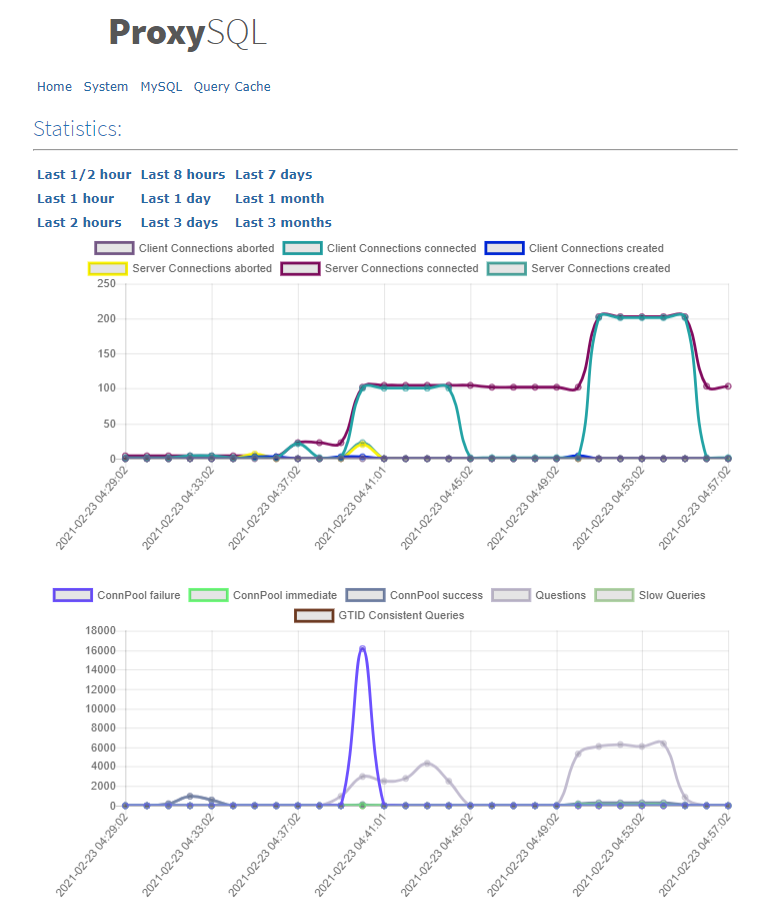 ProxySQL
Home System MySQL Query Cache
Statistics:
Last 1/2 hour Last 8 hours Last 7 days
Last 1 hour Last 1 day Last 1 month
Last 2 hours Last 3 days Last 3 months
Client Connections aborted Client Connections connected Client Connections created
Server Connections aborted Server Connections connected Server Connections created
250
200
150
100
50
0
2021-02-23 04:29:02 2021-02-23 04:33:02 2021-02-23 04:37:02 2021-02-23 04:41:01 2021-02-23 04:45:02 2021-02-23 04:49:02 2021-02-23 04:53:02 2021-02-23 04:57:02
ConnPool failure ConnPool immediate ConnPool success Questions Slow Queries
GTID Consistent Queries
18000
16000
14000
12000
10000
8000
6000
4000
2000
0
2021-02-23 04:29:02 2021-02-23 04:33:02 2021-02-23 04:37:02 2021-02-23 04:41:01 2021-02-23 04:45:02 2021-02-23 04:49:02 2021-02-23 04:53:02 2021-02-23 04:57:02